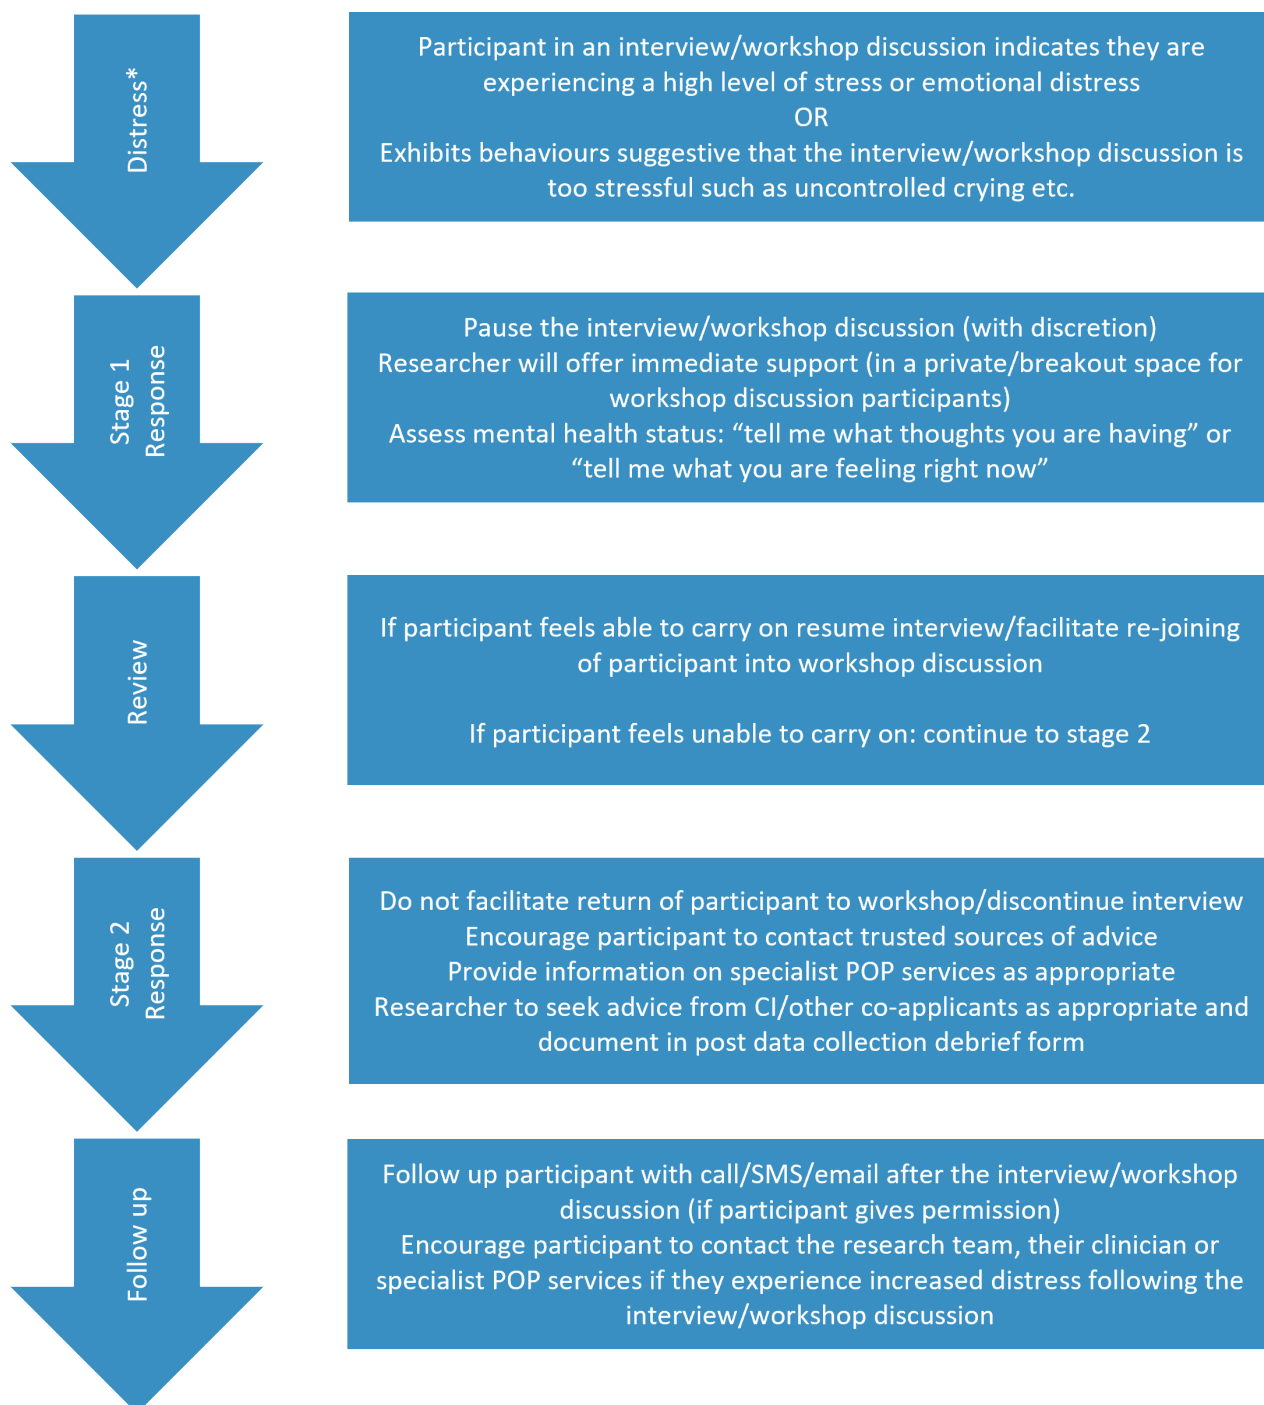 Distress*
Participant in an interview/workshop discussion indicates they are
experiencing a high level of stress or emotional distress
OR
Exhibits behaviours suggestive that the interview/workshop discussion is
too stressful such as uncontrolled crying etc.
Stage 1
Response
Pause the interview/workshop discussion (with discretion)
Researcher will offer immediate support (in a private/breakout space for
workshop discussion participants)
Assess mental health status: “tell me what thoughts you are having” or
“tell me what you are feeling right now”
Review
If participant feels able to carry on resume interview/facilitate re-joining
of participant into workshop discussion
If participant feels unable to carry on: continue to stage 2
Stage 2
Response
Do not facilitate return of participant to workshop/discontinue interview
Encourage participant to contact trusted sources of advice
Provide information on specialist POP services as appropriate
Researcher to seek advice from CI/other co-applicants as appropriate and
document in post data collection debrief form
Follow up
Follow up participant with call/SMS/email after the interview/workshop
discussion (if participant gives permission)
Encourage participant to contact the research team, their clinician or
specialist POP services if they experience increased distress following the
interview/workshop discussion